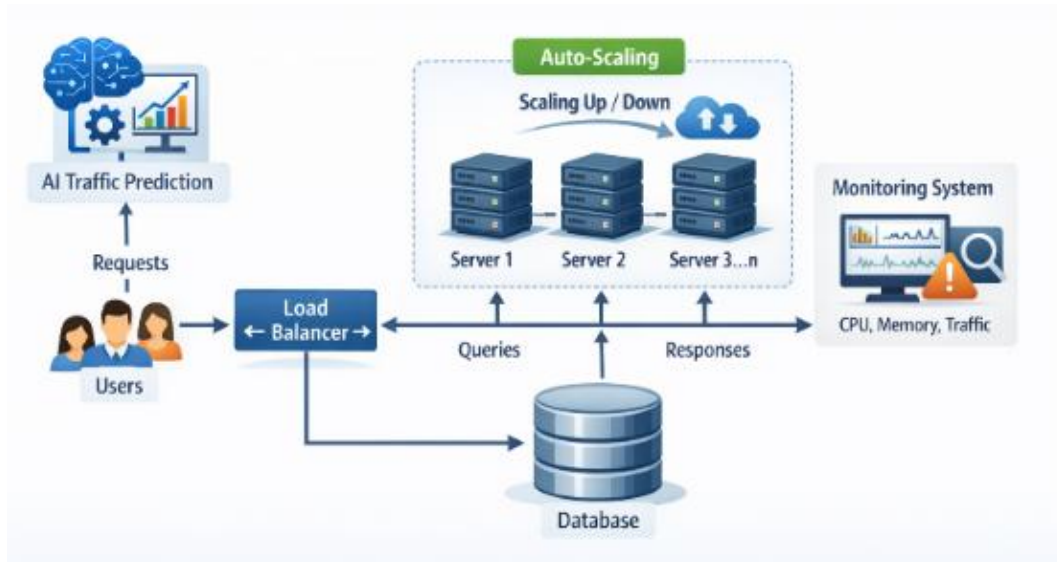 Auto-Scaling
Scaling Up / Down
AI Traffic Prediction
Server 1
Server 2
Server 3...n
Monitoring System
CPU, Memory, Traffic
Requests
Users
Load
← Balancer →
Queries
Responses
Database